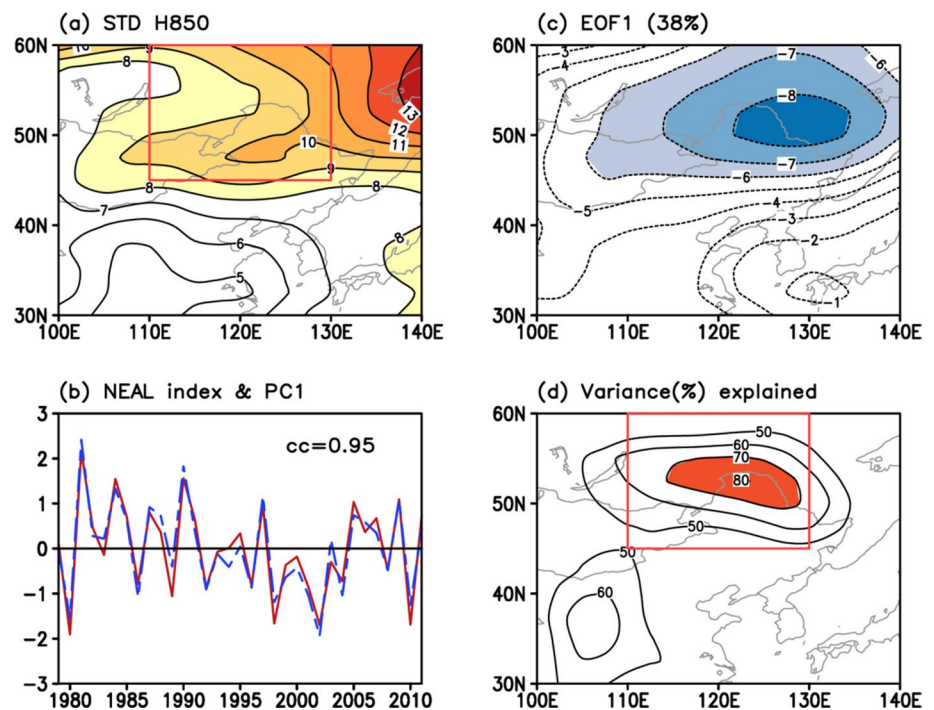 (a) STD H850
60N
50N
40N
30N
100E 110E 120E 130E 140E
10
9
8
13
12
11
10
9
8
8
7
6
8
5
(c) EOF1 (38%)
60N
50N
40N
30N
100E 110E 120E 130E 140E
-3
-4
-7
-6
-8
-7
-6
-5
-4
-3
-2
-1
(b) NEAL index & PC1
cc=0.95
3
2
1
0
-1
-2
-3
1980 1985 1990 1995 2000 2005 2010
(d) Variance(%) explained
60N
50N
40N
30N
100E 110E 120E 130E 140E
50
60
70
80
50
50
60